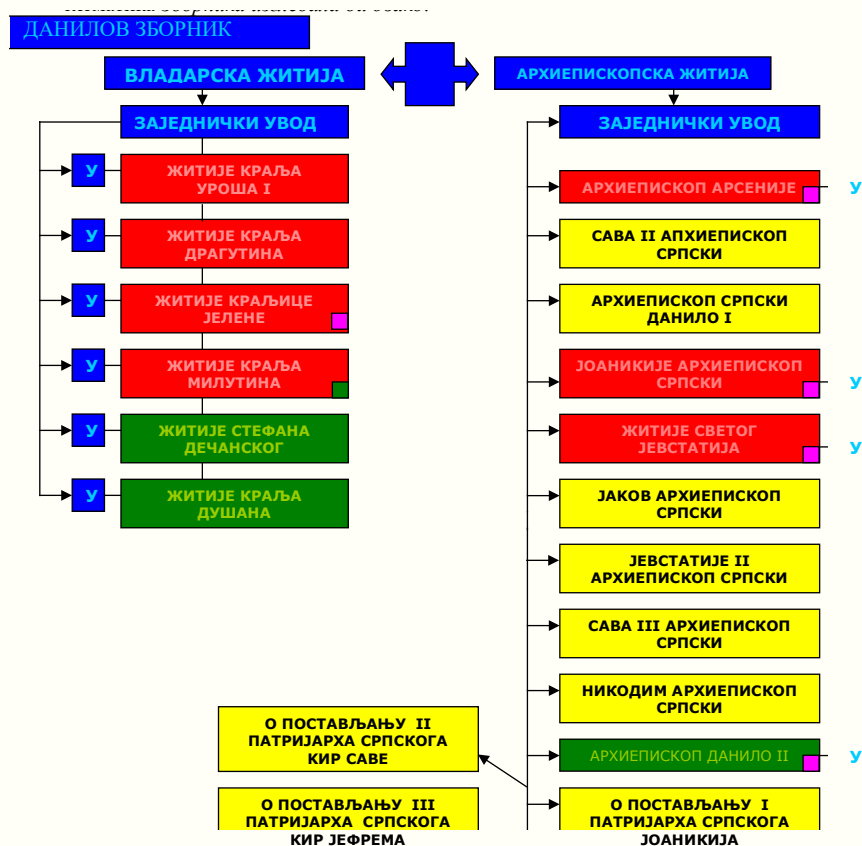 ДАНИЛОВ ЗБОРНИК
ВЛАДАРСКА ЖИТИЈА
ЗАЈЕДНИЧКИ УВОД
У
ЖИТИЈЕ КРАЉА
УРОША I
У
ЖИТИЈЕ КРАЉА
ДРАГУТИНА
У
ЖИТИЈЕ КРАЉИЦЕ
ЈЕЛЕНЕ
У
ЖИТИЈЕ КРАЉА
МИЛУТИНА
У
ЖИТИЈЕ СТЕФАНА
ДЕЧАНСКОГ
У
ЖИТИЈЕ КРАЉА
ДУШАНА
АРХИЕПИСКОПСКА ЖИТИЈА
ЗАЈЕДНИЧКИ УВОД
АРХИЕПИСКОП АРСЕНИЈЕ
У
САВА II АПХИЕПИСКОП
СРПСКИ
АРХИЕПИСКОП СРПСКИ
ДАНИЛО I
ЈОАНИКИЈЕ АРХИЕПИСКОП
СРПСКИ
У
ЖИТИЈЕ СВЕТОГ
ЈЕВСТАТИЈА
У
ЈАКОВ АРХИЕПИСКОП
СРПСКИ
ЈЕВСТАТИЈЕ II
АРХИЕПИСКОП СРПСКИ
САВА III АРХИЕПИСКОП
СРПСКИ
НИКОДИМ АРХИЕПИСКОП
СРПСКИ
АРХИЕПИСКОП ДАНИЛО II
У
О ПОСТАВЉАЊУ I
ПАТРИЈАРХА СРПСКОГА
ЈОАНИКИЈА
О ПОСТАВЉАЊУ II
ПАТРИЈАРХА СРПСКОГА
КИР САВЕ
О ПОСТАВЉАЊУ III
ПАТРИЈАРХА СРПСКОГА
КИР ЈЕФРЕМА